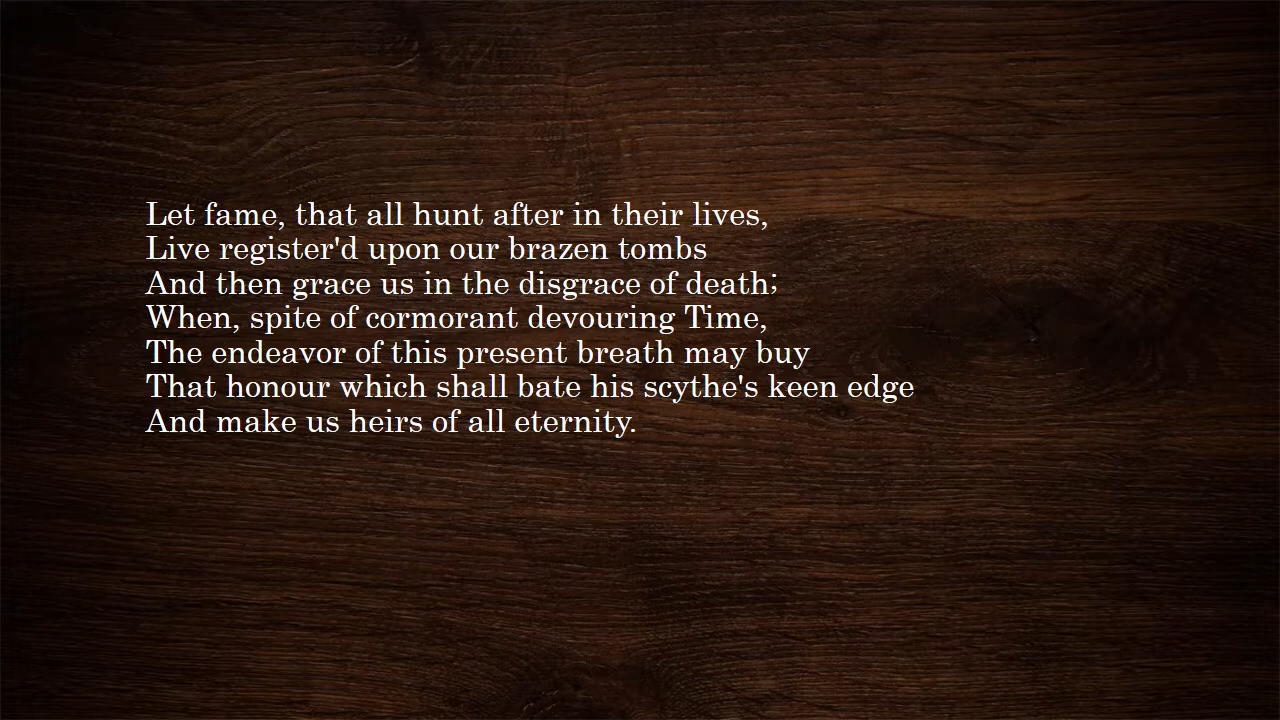 Let fame, that all hunt after in their lives,
Live register'd upon our brazen tombs
And then grace us in the disgrace of death;
When, spite of cormorant devouring Time,
The endeavor of this present breath may buy
That honour which shall bate his scythe's keen edge
And make us heirs of all eternity.